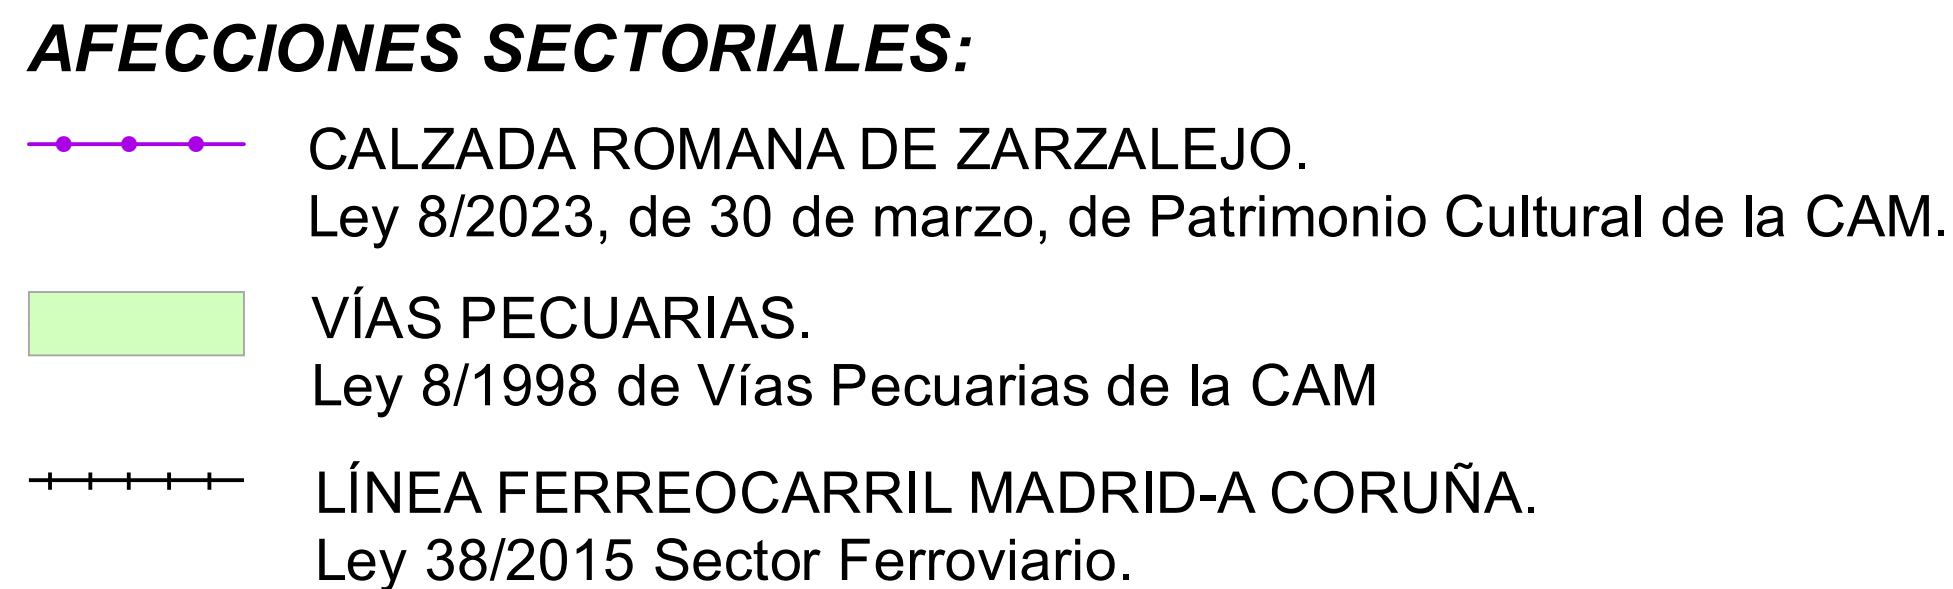 AFECCIONES SECTORIALES:
CALZADA ROMANA DE ZARZALEJO.
Ley 8/2023, de 30 de marzo, de Patrimonio Cultural de la CAM.
VÍAS PECUARIAS.
Ley 8/1998 de Vías Pecuarias de la CAM
LÍNEA FERREOCARRIL MADRID-A CORUÑA.
Ley 38/2015 Sector Ferroviario.